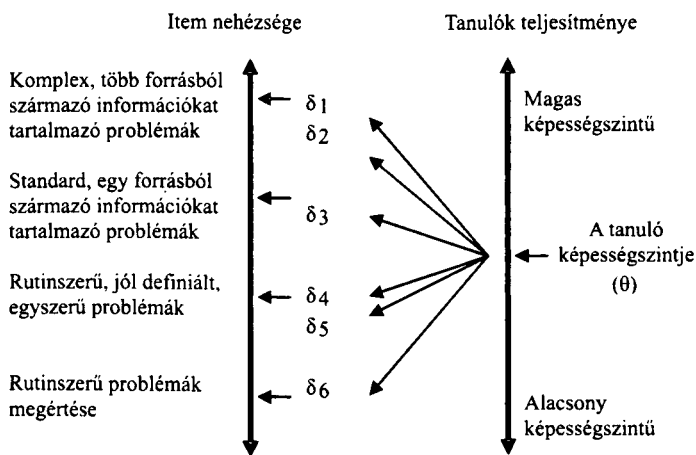 Item nehézsége
Tanulók teljesítménye
Komplex, több forrásból
származó információkat
tartalmazó problémák
Standard, egy forrásból
származó információkat
tartalmazó problémák
Rutinszerű, jól definiált,
egyszerű problémák
Rutinszerű problémák
megértése
δ1
δ2
δ3
δ4
δ5
δ6
Magas
képességszintű
A tanuló
képességszintje
(θ)
Alacsony
képességszintű